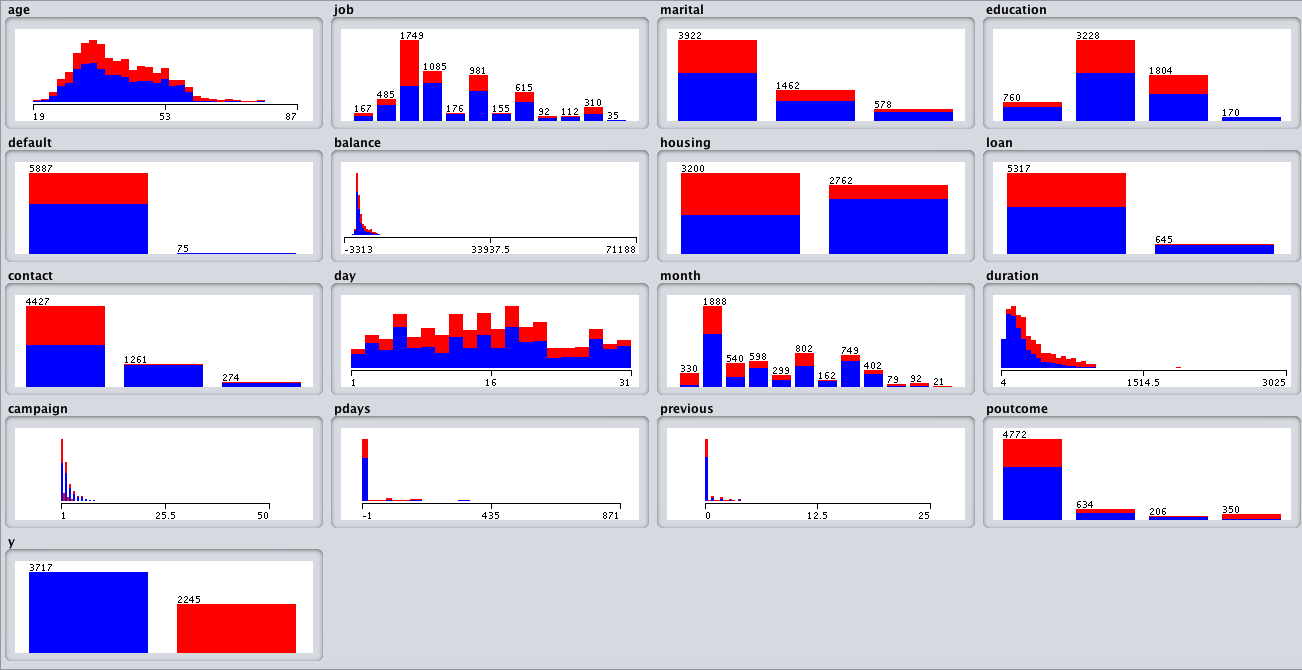 age job marital education
1749 3922 3228
1085 981 1462 1804
485 615 760
167 176 155 92 112 310 35 578 170
19 53 87
default balance housing loan
5887 3200 2762 5317
75 645
-3313 33937.5 71188
contact day month duration
4427 1888
1261 330 540 598 299 802 162 749 402 79 92 21
274
1 16 31 4 1514.5 3025
campaign pdays previous poutcome
4772
634 206 350
1 25.5 50 -1 435 871 0 12.5 25
y
3717
2245